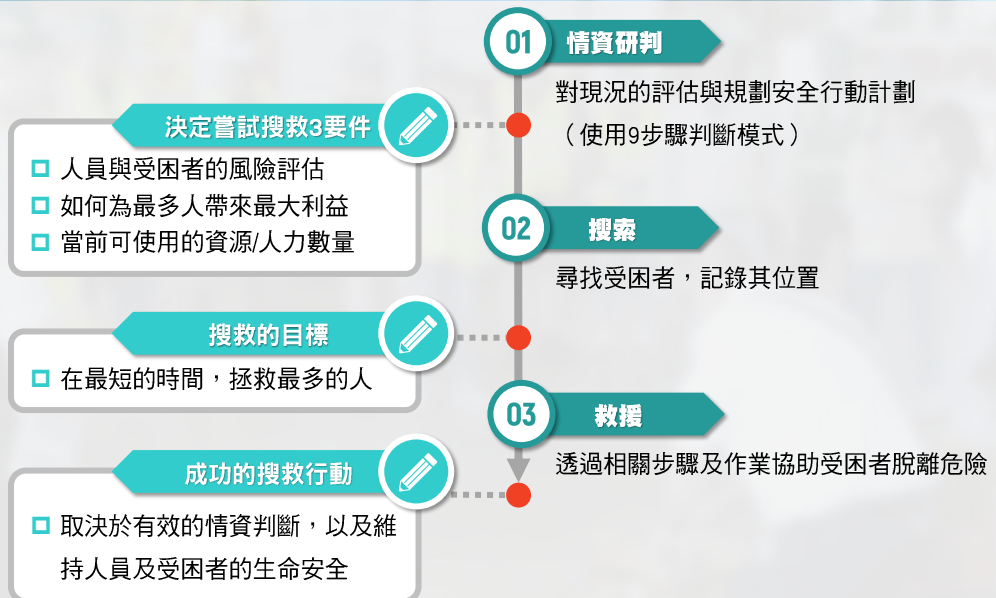 01 情資研判
對現況的評估與規劃安全行動計劃
（使用9步驟判斷模式）
決定嘗試搜救3要件
人員與受困者的風險評估
如何為最多人帶來最大利益
當前可使用的資源/人力數量
02 搜索
尋找受困者，記錄其位置
搜救的目標
在最短的時間，拯救最多的人
03 救援
透過相關步驟及作業協助受困者脫離危險
成功的搜救行動
取決於有效的情資判斷，以及維
持人員及受困者的生命安全